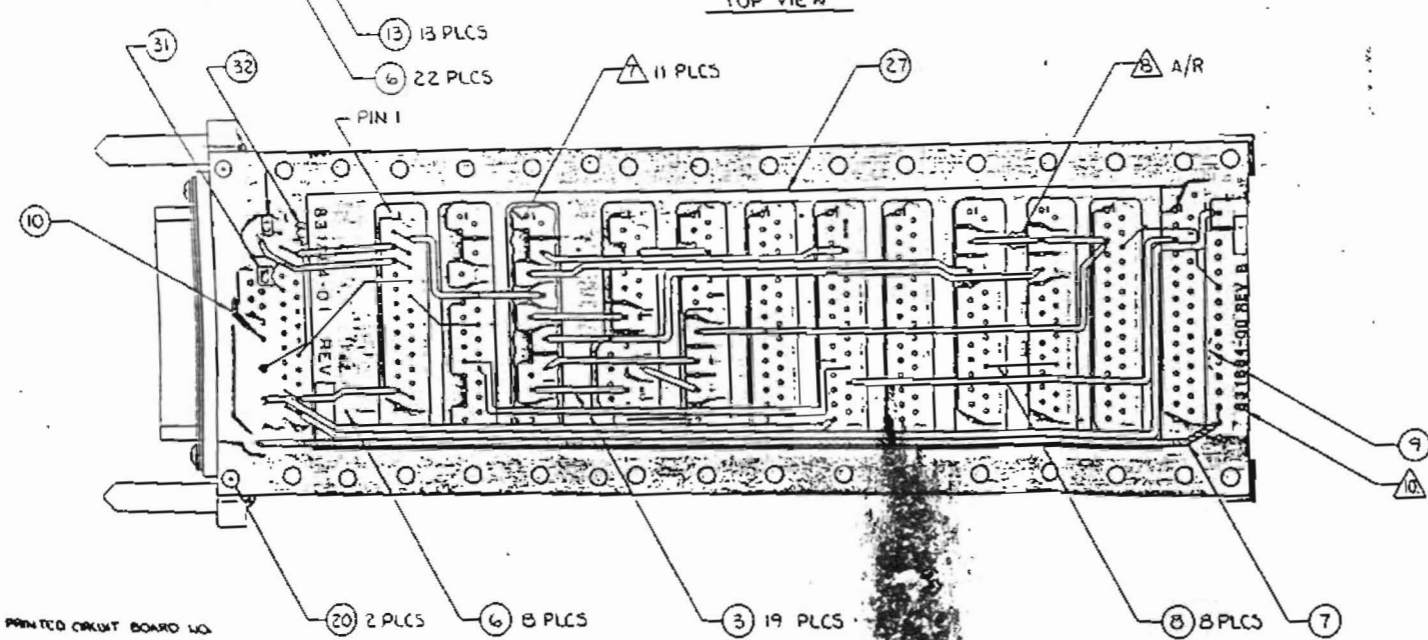 TOP VIEW
13 13 PLCS
6 22 PLCS
31
32
7 11 PLCS
27
8 A/R
PIN 1
10
831684-00 REV B
REV
9
10
PRINTED CIRCUIT BOARD NO.
20 2 PLCS
6 8 PLCS
3 19 PLCS
8 8 PLCS
7